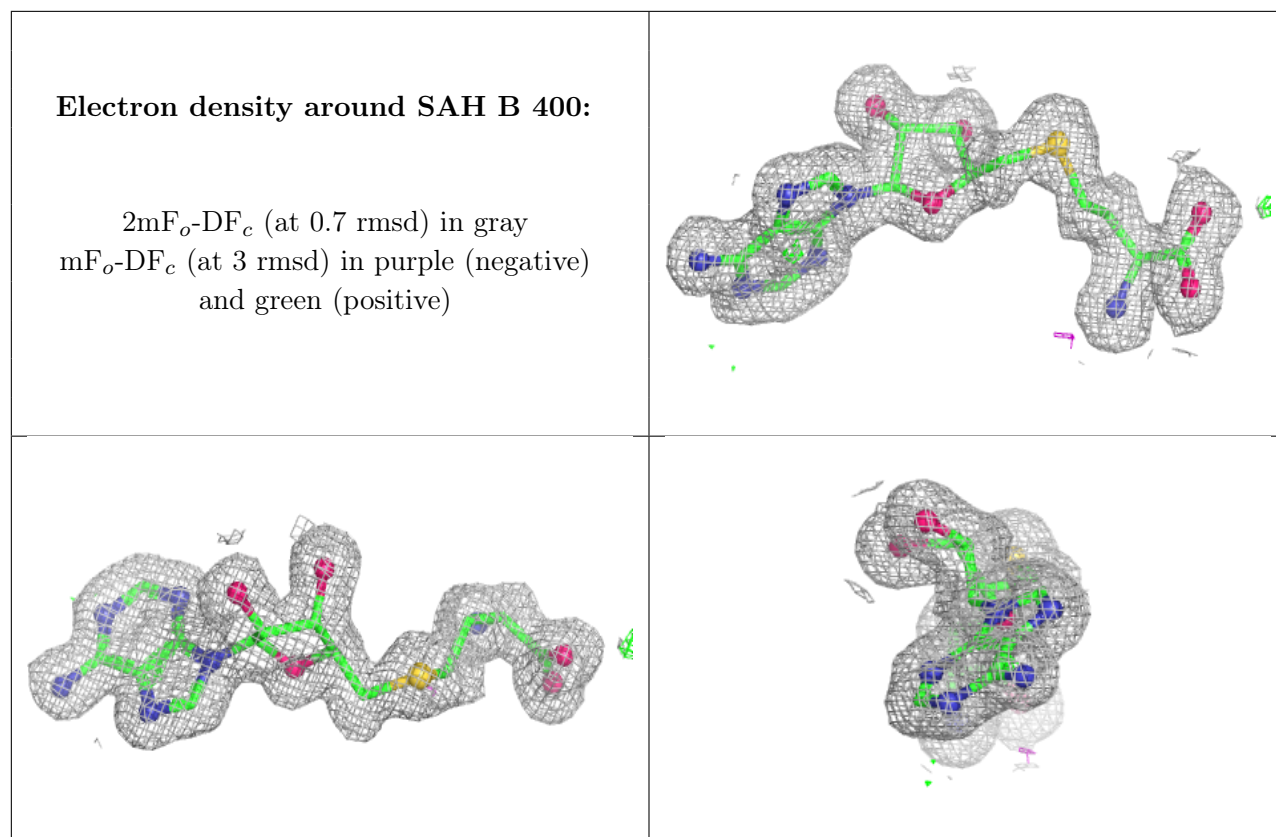 Electron density around SAH B 400:
2mFo-DFc (at 0.7 rmsd) in gray
mFo-DFc (at 3 rmsd) in purple (negative)
and green (positive)